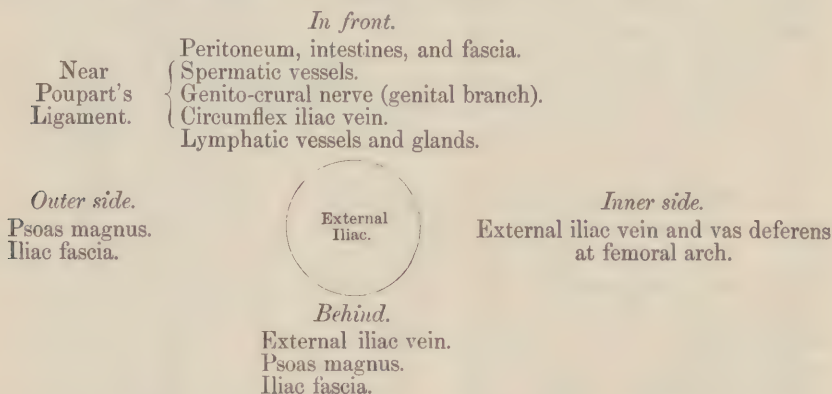 In front.
Peritoneum, intestines, and fascia.
Near
Poupart's
Ligament.
Spermatic vessels.
Genito-crural nerve (genital branch).
Circumflex iliac vein.
Lymphatic vessels and glands.
Outer side.
Psoas magnus.
Iliac fascia.
External
Iliac.
Inner side.
External iliac vein and vas deferens
at femoral arch.
Behind.
External iliac vein.
Psoas magnus.
Iliac fascia.